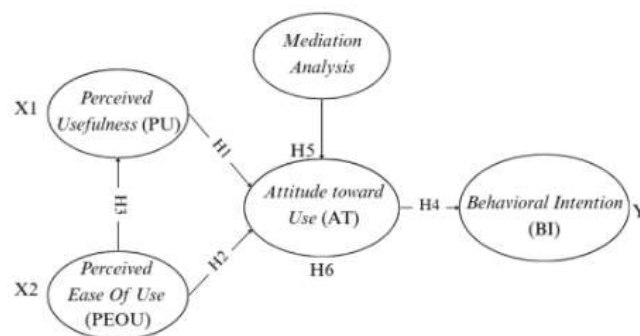 Mediation
Analysis
X1
Perceived
Usefulness (PU)
H1
H5
H3
Attitude toward
Use (AT)
H4
Behavioral Intention
(BI)
Y
H2
H6
X2
Perceived
Ease Of Use
(PEOU)